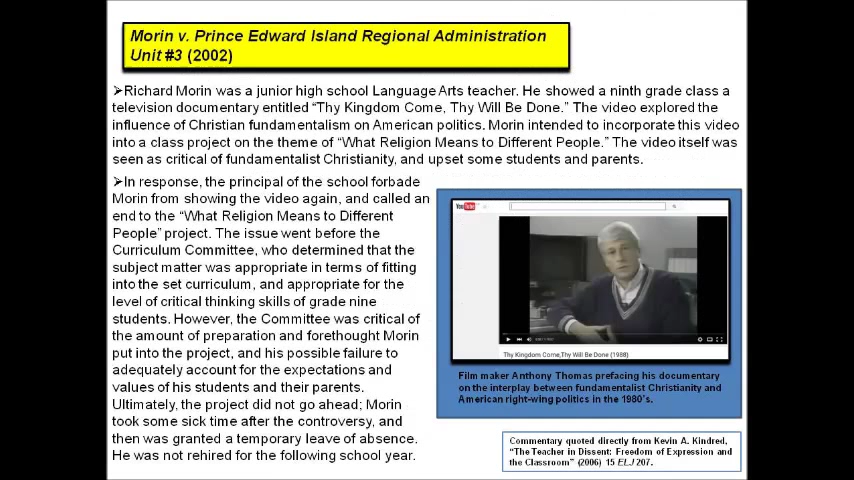 Morin v. Prince Edward Island Regional Administration
Unit #3 (2002)
➢Richard Morin was a junior high school Language Arts teacher. He showed a ninth grade class a
television documentary entitled “Thy Kingdom Come, Thy Will Be Done.” The video explored the
influence of Christian fundamentalism on American politics. Morin intended to incorporate this video
into a class project on the theme of “What Religion Means to Different People.” The video itself was
seen as critical of fundamentalist Christianity, and upset some students and parents.
➢In response, the principal of the school forbade
Morin from showing the video again, and called an
end to the “What Religion Means to Different
People” project. The issue went before the
Curriculum Committee, who determined that the
subject matter was appropriate in terms of fitting
into the set curriculum, and appropriate for the
level of critical thinking skills of grade nine
students. However, the Committee was critical of
the amount of preparation and forethought Morin
put into the project, and his possible failure to
adequately account for the expectations and
values of his students and their parents.
Ultimately, the project did not go ahead; Morin
took some sick time after the controversy, and
then was granted a temporary leave of absence.
He was not rehired for the following school year.
YouTube
Thy Kingdom Come,Thy Will Be Done (1988)
Film maker Anthony Thomas prefacing his documentary
on the interplay between fundamentalist Christianity and
American right-wing politics in the 1980’s.
Commentary quoted directly from Kevin A. Kindred,
“The Teacher in Dissent: Freedom of Expression and
the Classroom” (2006) 15 ELJ 207.